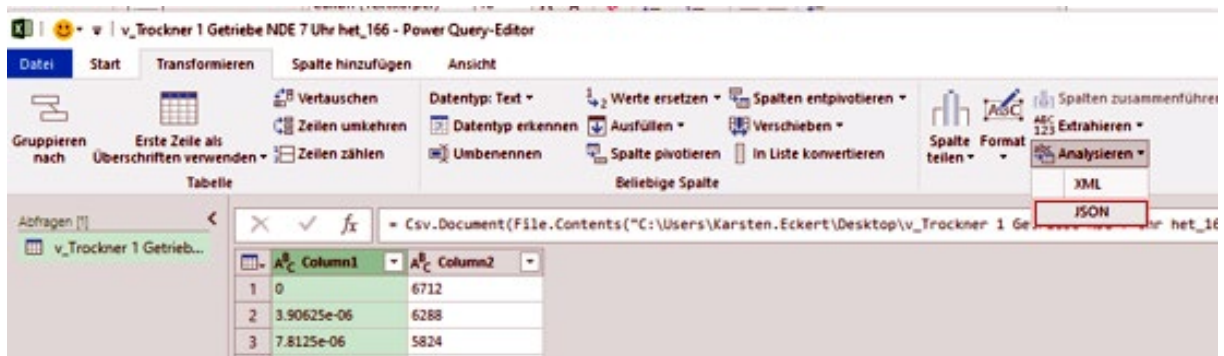 v_Trockner 1 Getriebe NDE 7 Uhr het_166 - Power Query-Editor
Datei Start Transformieren Spalte hinzufügen Ansicht
Gruppieren nach
Erste Zeile als Überschriften verwenden
Vertauschen
Zeilen umkehren
Zeilen zählen
Tabelle
Datentyp: Text
Datentyp erkennen
Umbenennen
Werte ersetzen
Ausfüllen
Spalte pivotieren
Spalten entpivotieren
Verschieben
In Liste konvertieren
Beliebige Spalte
Spalte teilen
Format
Spalten zusammenführen
Extrahieren
Analysieren
XML
JSON
Abfragen [1]
v_Trockner 1 Getrieb...
fx = Csv.Document(File.Contents("C:\Users\Karsten.Eckert\Desktop\v_Trockner 1
Column1 Column2
1 0 6712
2 3.90625e-06 6288
3 7.8125e-06 5824